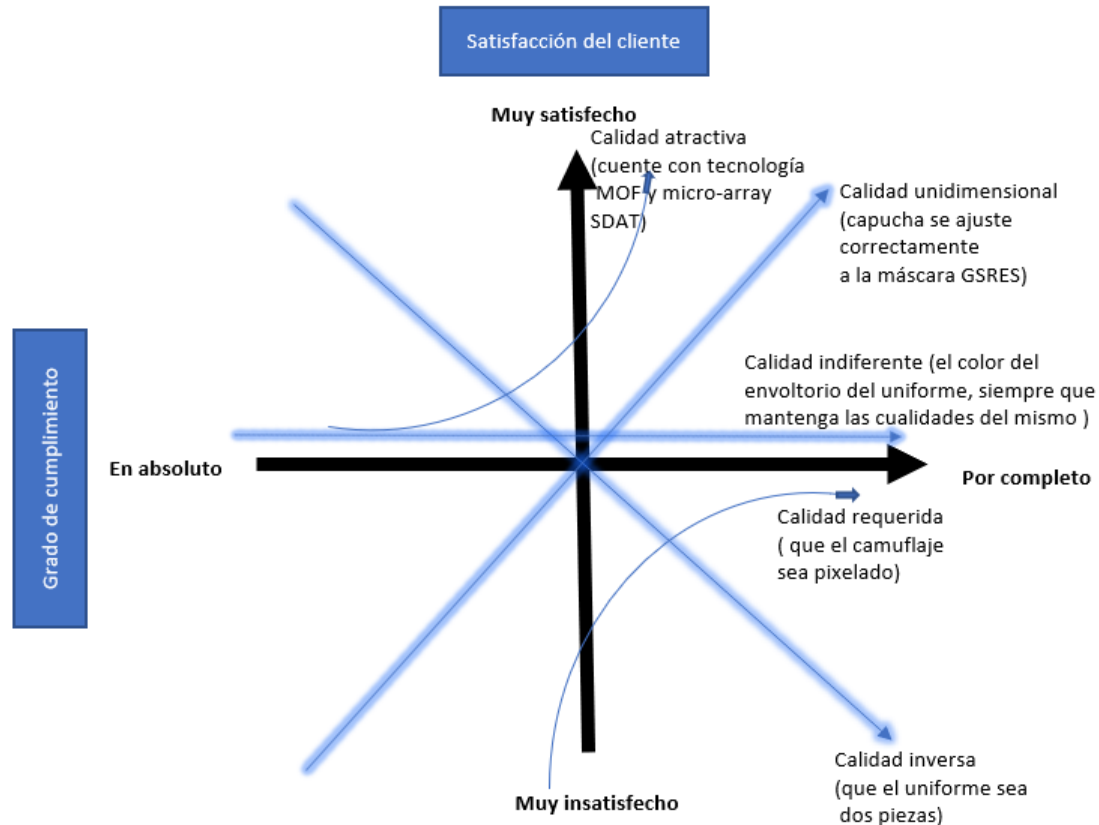 Satisfacción del cliente
Muy satisfecho
Calidad atractiva
(cuente con tecnología
MOF y micro-array
SDAT)
Calidad unidimensional
(capucha se ajuste
correctamente
a la máscara GSRES)
Calidad indiferente (el color del
envoltorio del uniforme, siempre que
mantenga las cualidades del mismo )
Grado de cumplimiento
En absoluto
Por completo
Calidad requerida
( que el camuflaje
sea pixelado)
Calidad inversa
(que el uniforme sea
dos piezas)
Muy insatisfecho